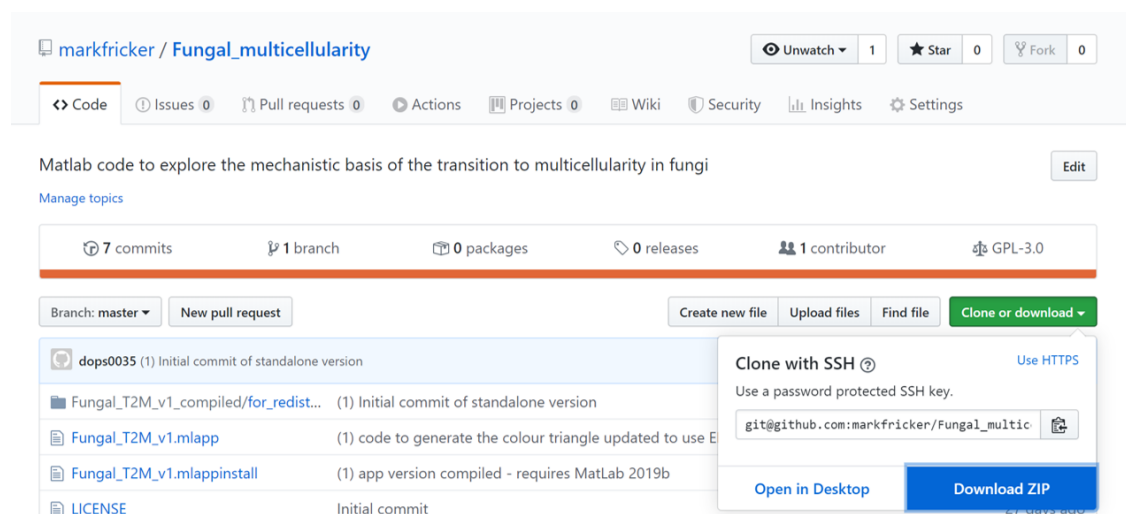 markfricker / Fungal_multicellularity
Unwatch 1 Star 0 Fork 0
Code Issues 0 Pull requests 0 Actions Projects 0 Wiki Security Insights Settings
Matlab code to explore the mechanistic basis of the transition to multicellularity in fungi Edit
Manage topics
7 commits 1 branch 0 packages 0 releases 1 contributor GPL-3.0
Branch: master New pull request Create new file Upload files Find file Clone or download
dops0035 (1) Initial commit of standalone version
Clone with SSH ? Use HTTPS
Use a password protected SSH key.
Fungal_T2M_v1_compiled/for_redist... (1) Initial commit of standalone version
git@github.com:markfricker/Fungal_multic
Fungal_T2M_v1.mlapp (1) code to generate the colour triangle updated to use E
Fungal_T2M_v1.mlappinstall (1) app version compiled - requires MatLab 2019b
Open in Desktop Download ZIP
LICENSE Initial commit 27 days ago